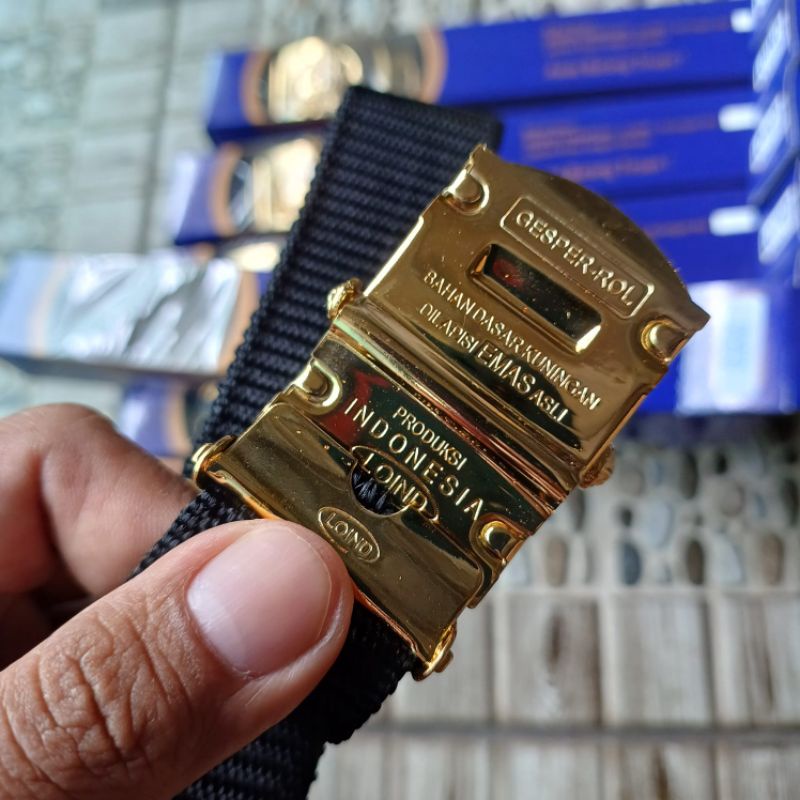 GESPER-ROL
BAHAN DASAR KUNINGAN
DILAPISI EMAS ASLI
PRODUKSI
INDONESIA
LOIND
LOIND